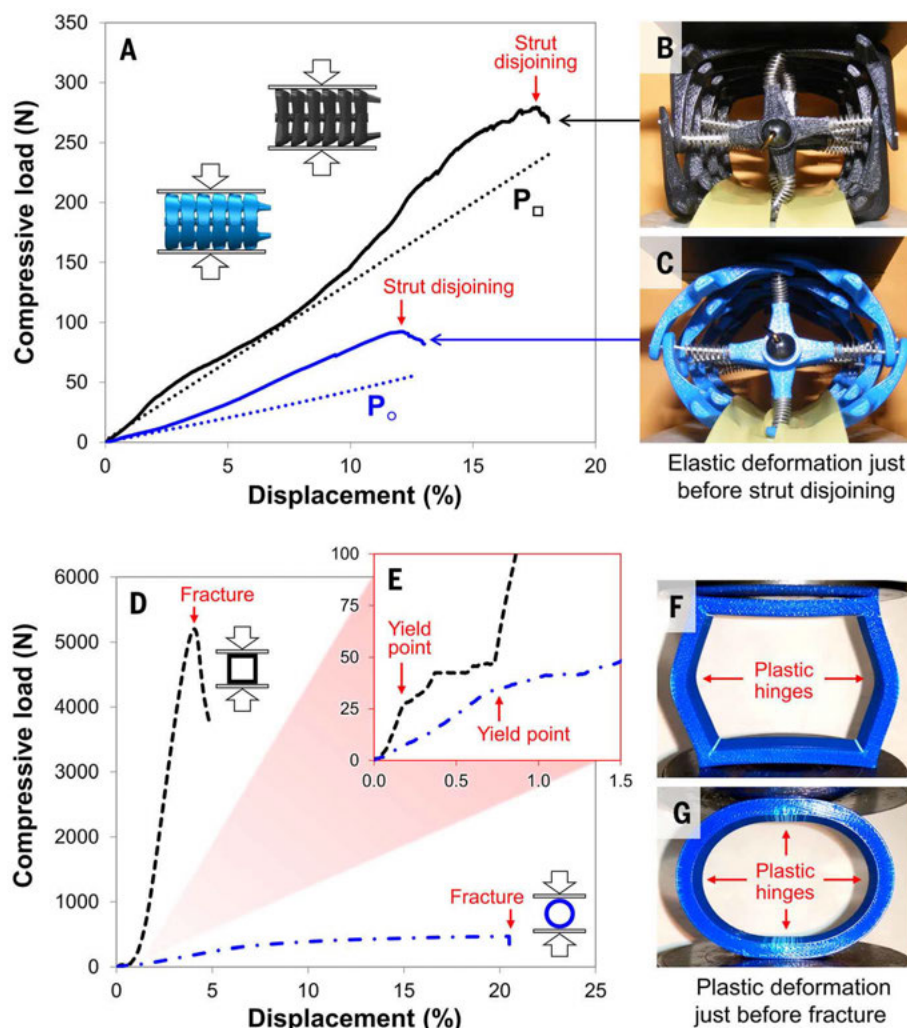 350
300
250
200
150
100
50
0
Compressive load (N)
A
Strut
disjoining
P□
Strut disjoining
P○
0
5
10
15
20
Displacement (%)
B
C
Elastic deformation just
before strut disjoining
6000
5000
4000
3000
2000
1000
0
Compressive load (N)
D
Fracture
100
75
50
25
0
E
Yield
point
Yield point
0.0
0.5
1.0
1.5
Fracture
0
5
10
15
20
25
Displacement (%)
F
Plastic
hinges
G
Plastic
hinges
Plastic deformation
just before fracture